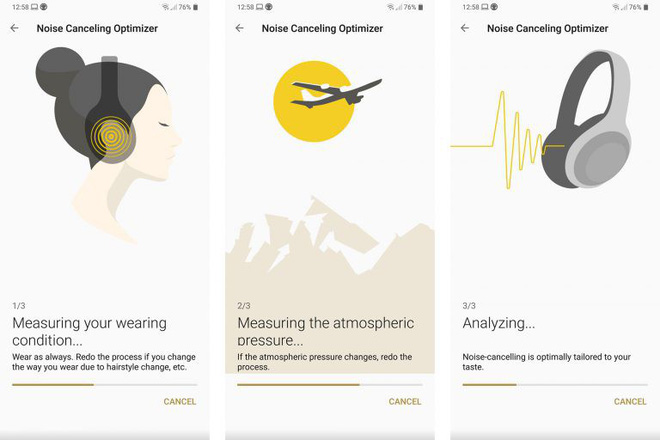 12:58 76%
Noise Canceling Optimizer
1/3
Measuring your wearing
condition...
Wear as always. Redo the process if you change
the way you wear due to hairstyle change, etc.
CANCEL
12:58 76%
Noise Canceling Optimizer
2/3
Measuring the atmospheric
pressure...
If the atmospheric pressure changes, redo the
process.
CANCEL
12:58 76%
Noise Canceling Optimizer
3/3
Analyzing...
Noise-cancelling is optimally tailored to your
taste.
CANCEL